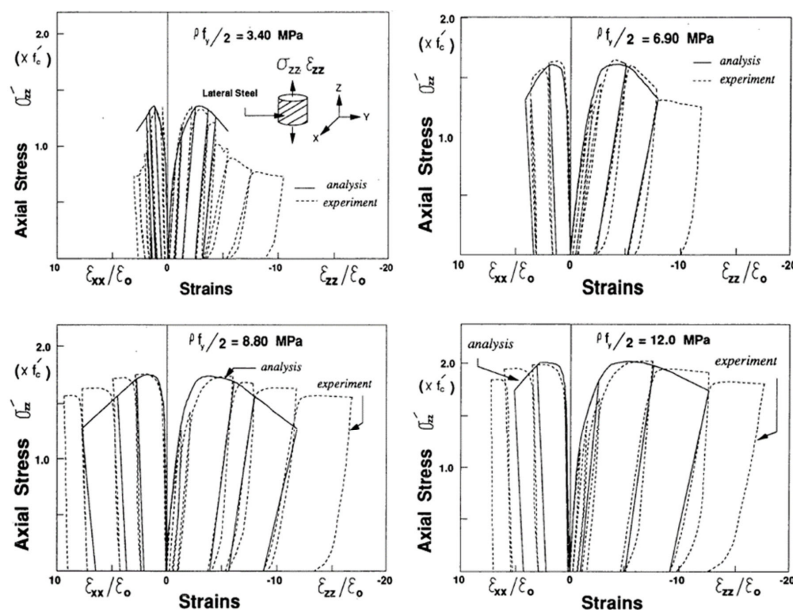 2.0
(× f′c)
σ′zz
Axial Stress
1.0
ρ fy/2 = 3.40 MPa
σzz, εzz
Lateral Steel
Z
Y
X
analysis
experiment
10 0 -10 -20
εxx/εo Strains εzz/εo
2.0
(× f′c)
σ′zz
Axial Stress
1.0
ρ fy/2 = 6.90 MPa
analysis
experiment
10 0 -10 -20
εxx/εo Strains εzz/εo
2.0
(× f′c)
σ′zz
Axial Stress
1.0
ρ fy/2 = 8.80 MPa
analysis
experiment
10 0 -10 -20
εxx/εo Strains εzz/εo
2.0
(× f′c)
σ′zz
Axial Stress
1.0
ρ fy/2 = 12.0 MPa
analysis
experiment
10 0 -10 -20
εxx/εo Strains εzz/εo